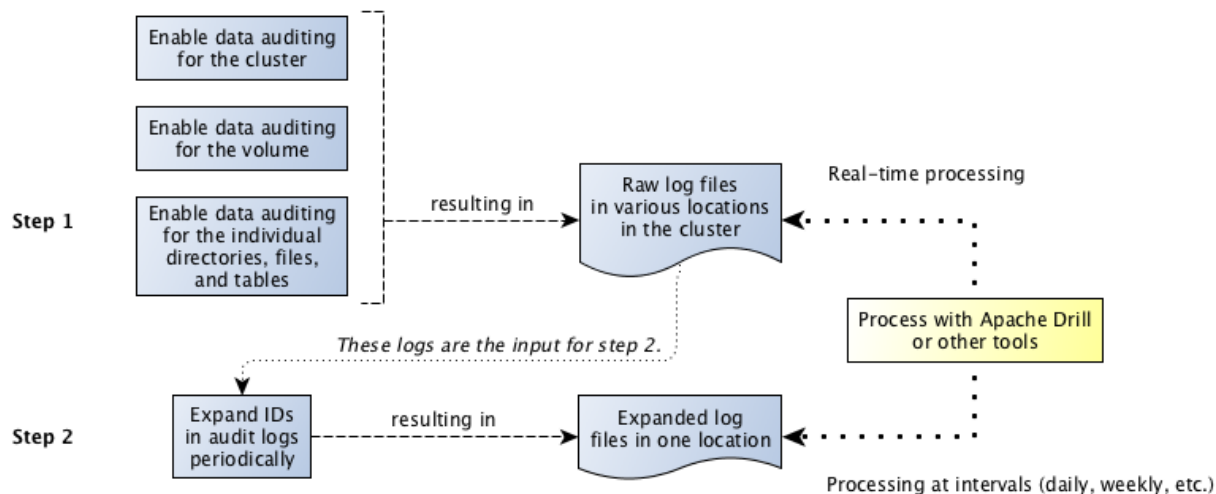 Enable data auditing
for the cluster
Enable data auditing
for the volume
Step 1
Enable data auditing
for the individual
directories, files,
and tables
resulting in
Raw log files
in various locations
in the cluster
Real-time processing
Process with Apache Drill
or other tools
These logs are the input for step 2.
Step 2
Expand IDs
in audit logs
periodically
resulting in
Expanded log
files in one location
Processing at intervals (daily, weekly, etc.)